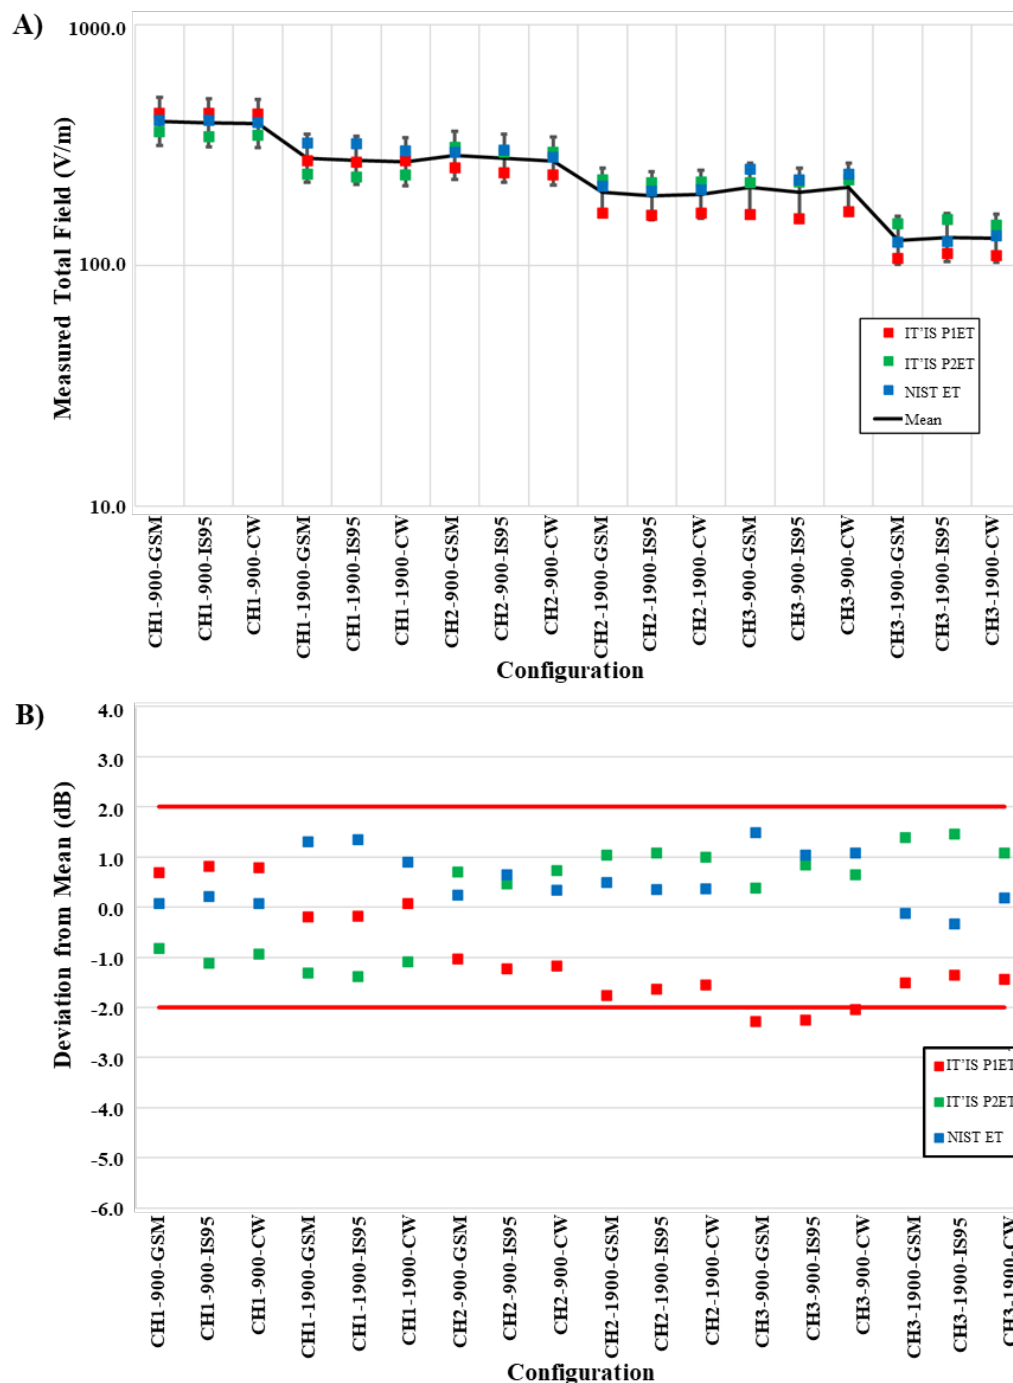 A)
1000.0
100.0
10.0
Measured Total Field (V/m)
IT'IS P1ET
IT'IS P2ET
NIST ET
Mean
CH1-900-GSM
CH1-900-IS95
CH1-900-CW
CH1-1900-GSM
CH1-1900-IS95
CH1-1900-CW
CH2-900-GSM
CH2-900-IS95
CH2-900-CW
CH2-1900-GSM
CH2-1900-IS95
CH2-1900-CW
CH3-900-GSM
CH3-900-IS95
CH3-900-CW
CH3-1900-GSM
CH3-1900-IS95
CH3-1900-CW
Configuration
B)
4.0
3.0
2.0
1.0
0.0
-1.0
-2.0
-3.0
-4.0
-5.0
-6.0
Deviation from Mean (dB)
IT'IS P1ET
IT'IS P2ET
NIST ET
CH1-900-GSM
CH1-900-IS95
CH1-900-CW
CH1-1900-GSM
CH1-1900-IS95
CH1-1900-CW
CH2-900-GSM
CH2-900-IS95
CH2-900-CW
CH2-1900-GSM
CH2-1900-IS95
CH2-1900-CW
CH3-900-GSM
CH3-900-IS95
CH3-900-CW
CH3-1900-GSM
CH3-1900-IS95
CH3-1900-CW
Configuration